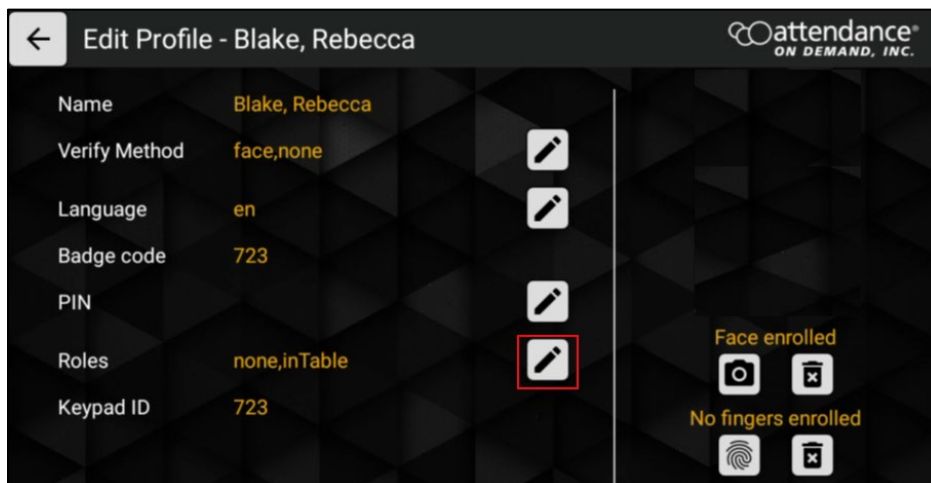 Edit Profile - Blake, Rebecca
attendance®
ON DEMAND, INC.
Name Blake, Rebecca
Verify Method face,none
Language en
Badge code 723
PIN
Roles none,inTable
Keypad ID 723
Face enrolled
No fingers enrolled